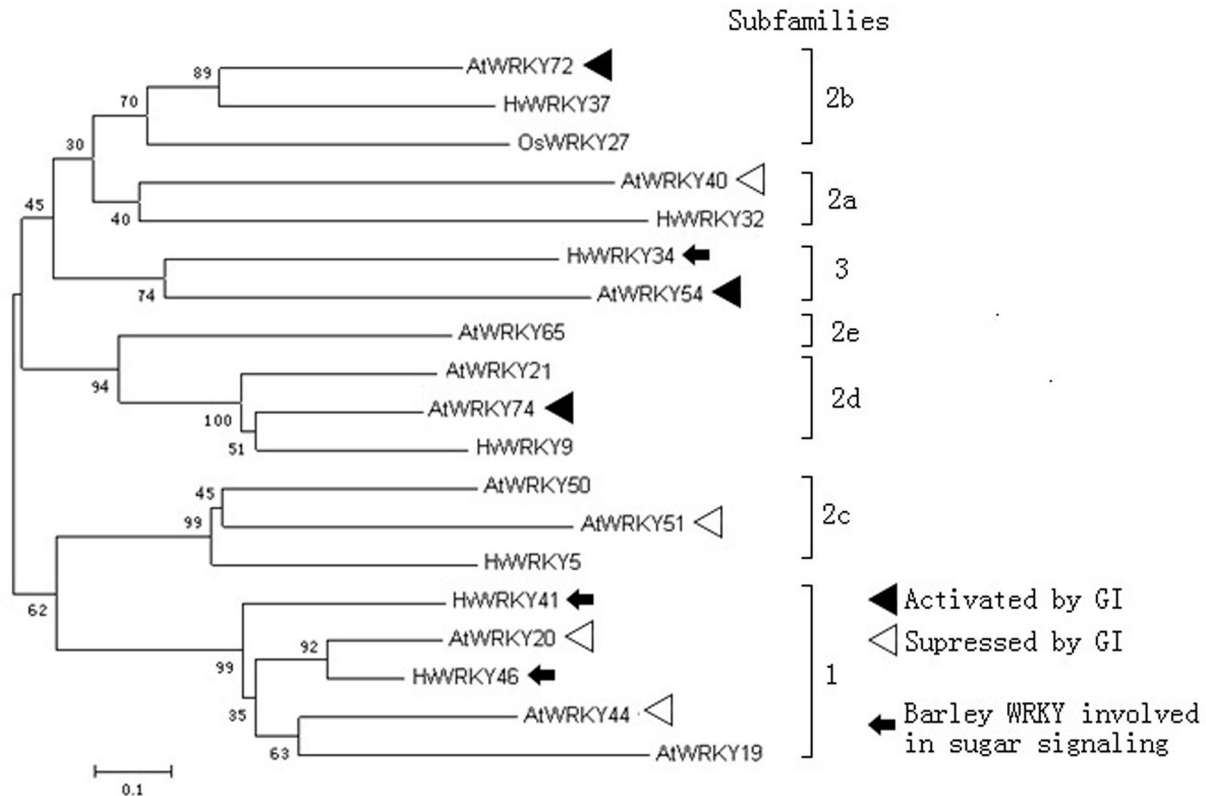 Subfamilies
AtWRKY72
89
2b
HvWRKY37
70
OsWRKY27
30
AtWRKY40
2a
45
40
HvWRKY32
HvWRKY34
3
74
AtWRKY54
AtWRKY65
2e
94
AtWRKY21
2d
AtWRKY74
100
51
HvWRKY9
45
AtWRKY50
2c
99
AtWRKY51
HvWRKY5
62
HvWRKY41
Activated by GI
92
AtWRKY20
Supressed by GI
99
HvWRKY46
1
35
AtWRKY44
Barley WRKY involved
in sugar signaling
63
AtWRKY19
0.1